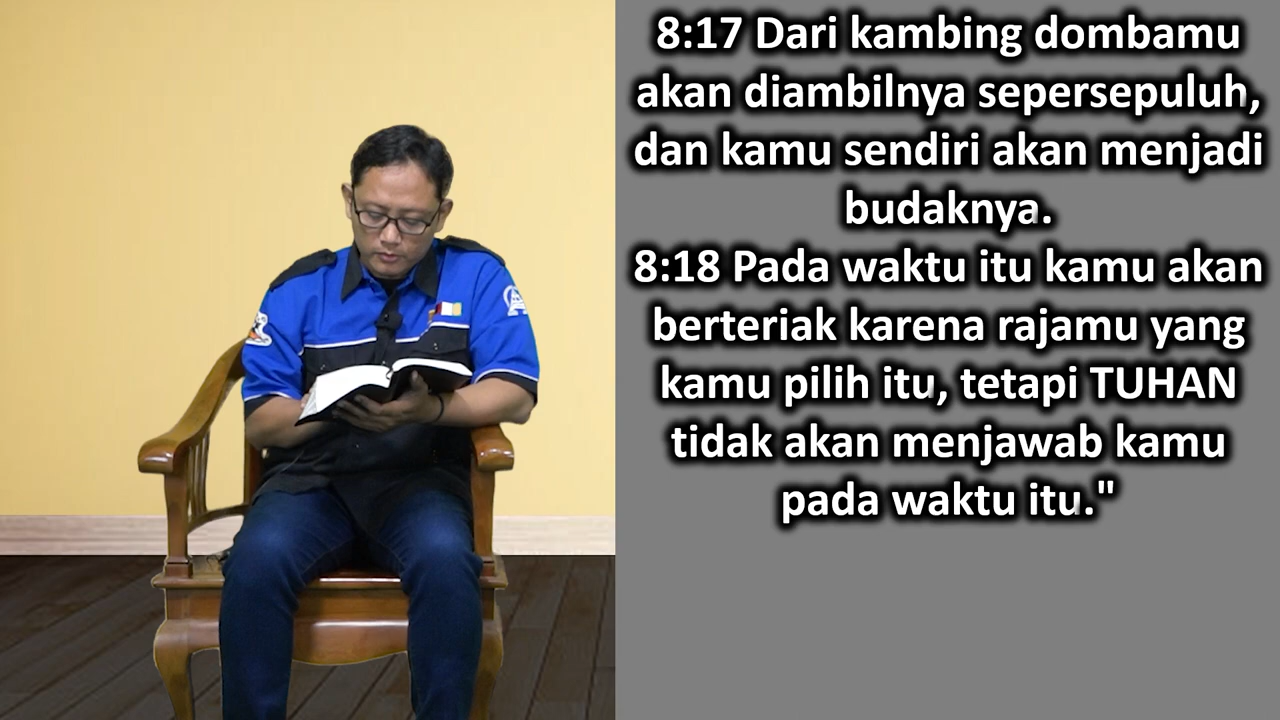 8:17 Dari kambing dombamu
akan diambilnya sepersepuluh,
dan kamu sendiri akan menjadi
budaknya.
8:18 Pada waktu itu kamu akan
berteriak karena rajamu yang
kamu pilih itu, tetapi TUHAN
tidak akan menjawab kamu
pada waktu itu."